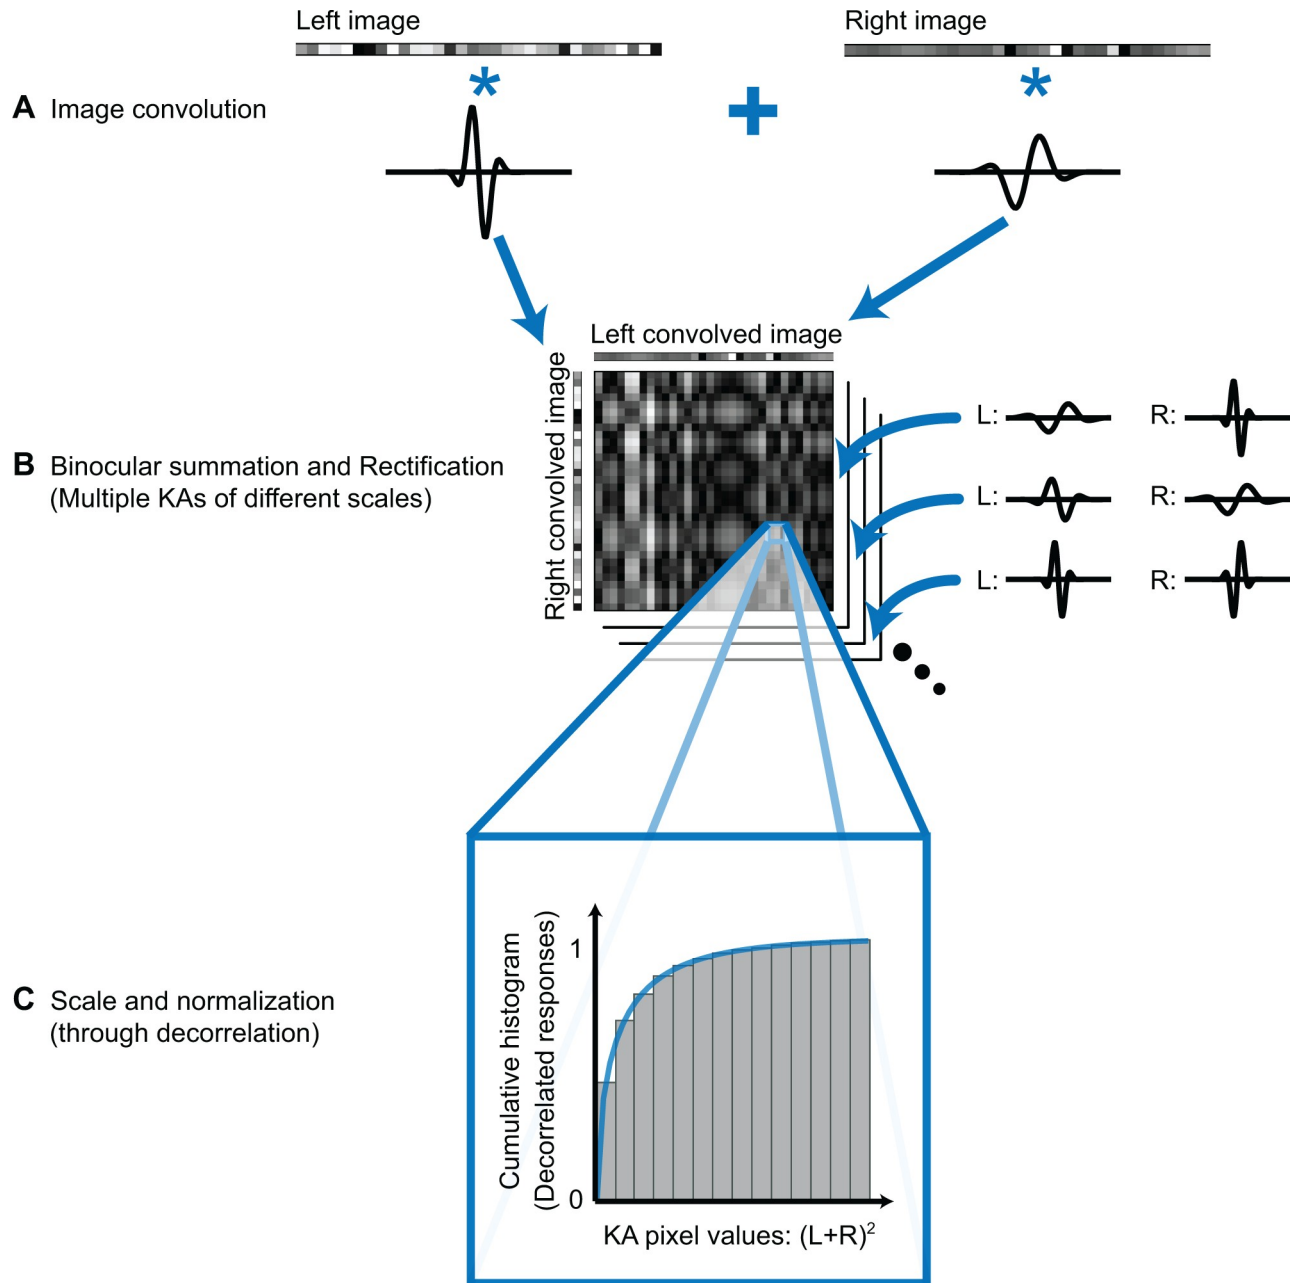 Left image
Right image
A Image convolution
Left convolved image
Right convolved image
L:
R:
B Binocular summation and Rectification
(Multiple KAs of different scales)
L:
R:
L:
R:
C Scale and normalization
(through decorrelation)
Cumulative histogram
(Decorrelated responses)
1
0
KA pixel values: (L+R)²